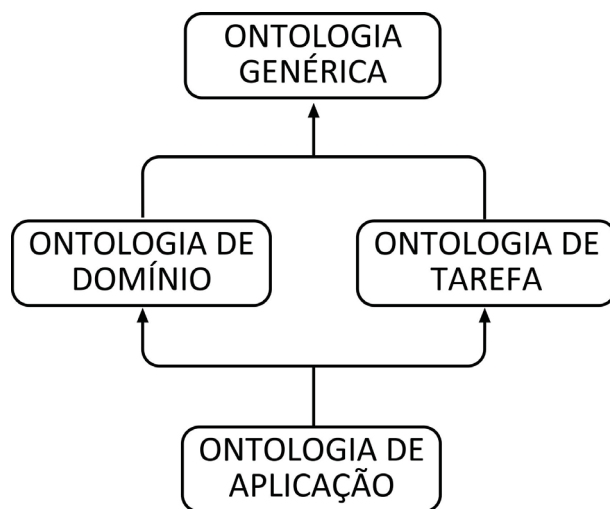 ONTOLOGIA
GENÉRICA
ONTOLOGIA DE
DOMÍNIO
ONTOLOGIA DE
TAREFA
ONTOLOGIA DE
APLICAÇÃO